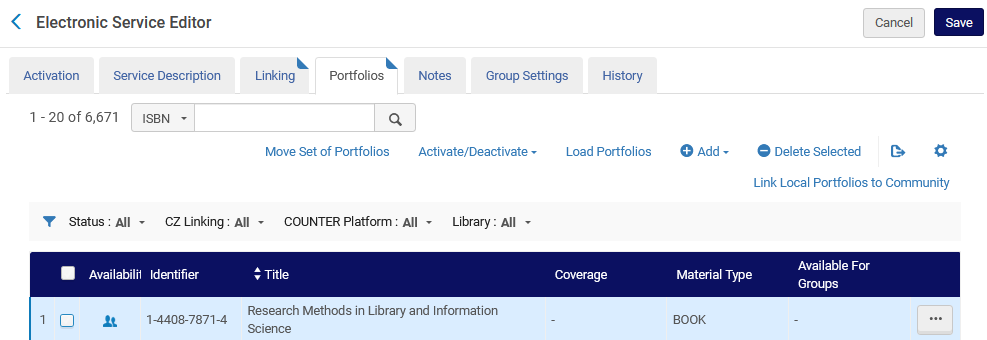 Electronic Service Editor
Cancel
Save
Activation
Service Description
Linking
Portfolios
Notes
Group Settings
History
1 - 20 of 6,671
ISBN
Move Set of Portfolios
Activate/Deactivate
Load Portfolios
Add
Delete Selected
Link Local Portfolios to Community
Status : All
CZ Linking : All
COUNTER Platform : All
Library : All
Availabilit
Identifier
Title
Coverage
Material Type
Available For
Groups
1
1-4408-7871-4
Research Methods in Library and Information
Science
-
BOOK
-